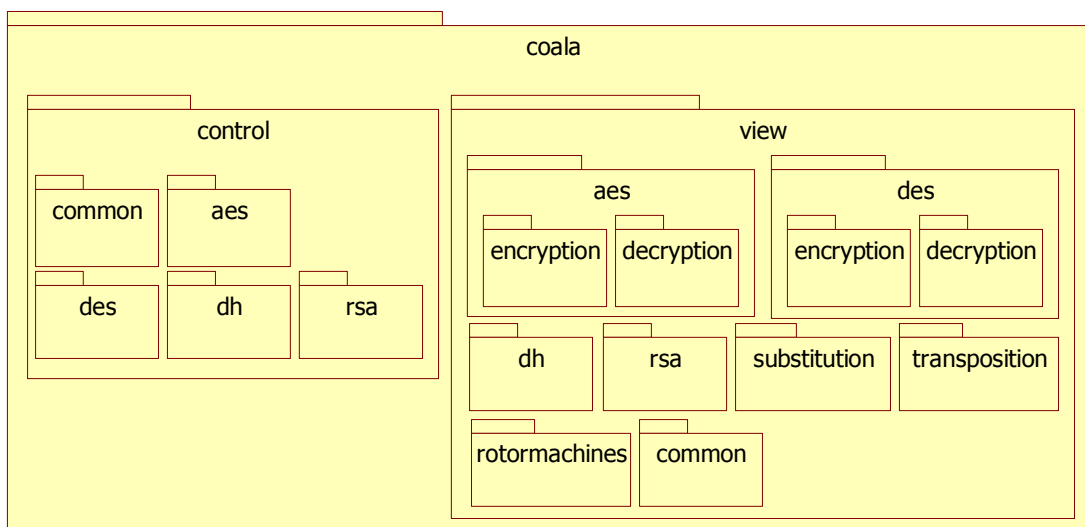 coala
control
common
aes
des
dh
rsa
view
aes
encryption
decryption
des
encryption
decryption
dh
rsa
substitution
transposition
rotormachines
common